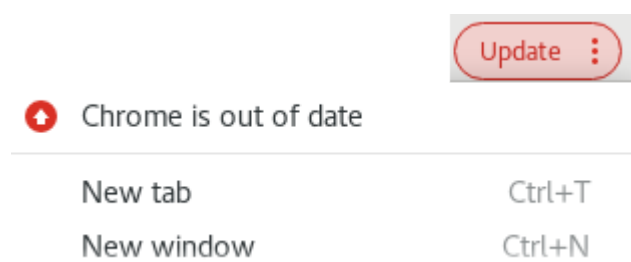 Update
Chrome is out of date
New tab Ctrl+T
New window Ctrl+N